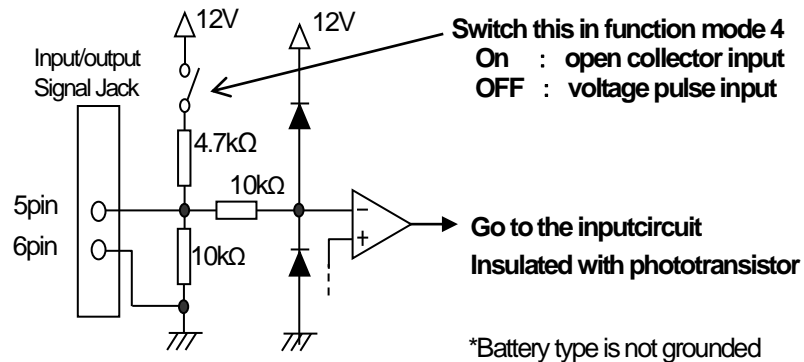 12V
12V
Switch this in function mode 4
On : open collector input
OFF : voltage pulse input
Input/output
Signal Jack
4.7kΩ
10kΩ
5pin
6pin
10kΩ
−
+
Go to the inputcircuit
Insulated with phototransistor
*Battery type is not grounded